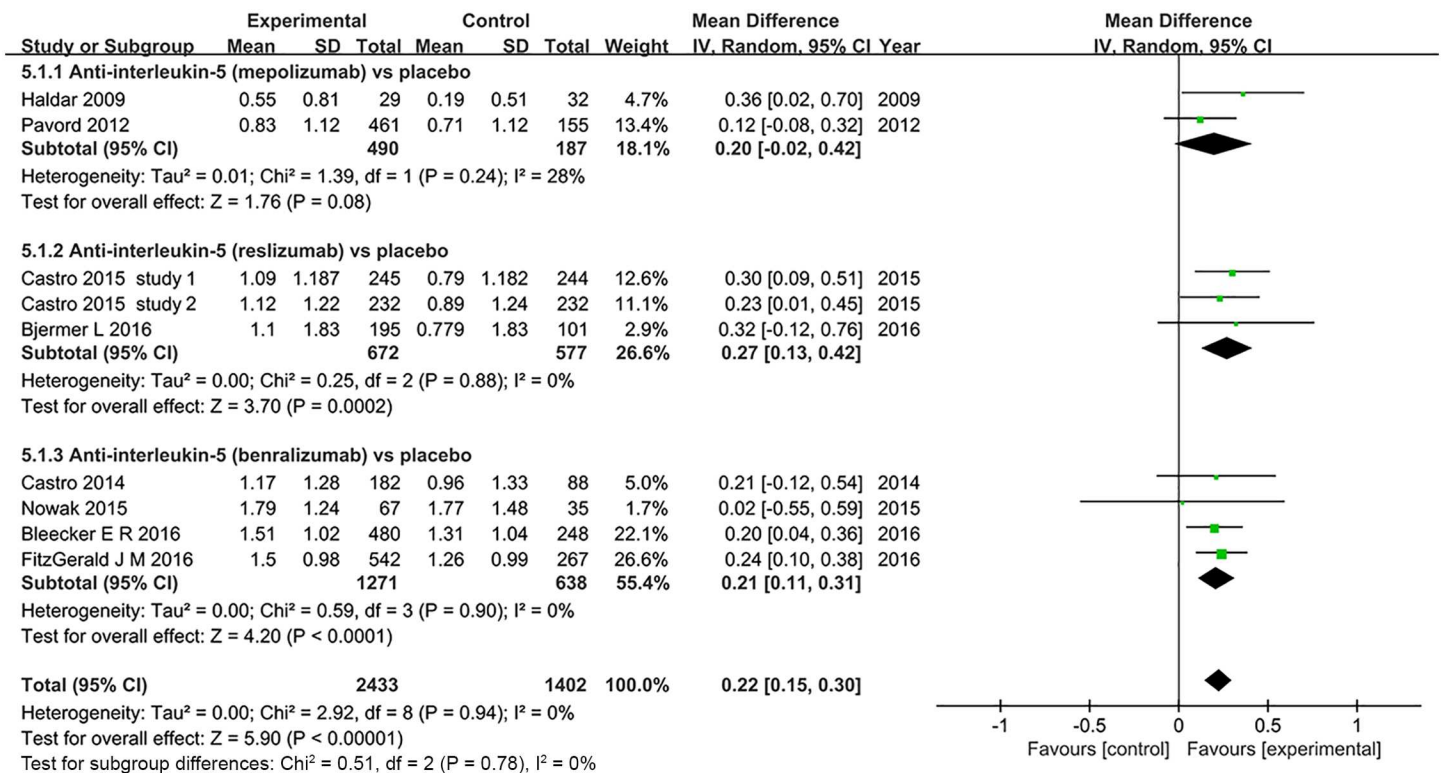 Experimental Control Mean Difference Mean Difference
Study or Subgroup Mean SD Total Mean SD Total Weight IV, Random, 95% CI Year IV, Random, 95% CI
5.1.1 Anti-interleukin-5 (mepolizumab) vs placebo
Haldar 2009 0.55 0.81 29 0.19 0.51 32 4.7% 0.36 [0.02, 0.70] 2009
Pavord 2012 0.83 1.12 461 0.71 1.12 155 13.4% 0.12 [-0.08, 0.32] 2012
Subtotal (95% CI) 490 187 18.1% 0.20 [-0.02, 0.42]
Heterogeneity: Tau² = 0.01; Chi² = 1.39, df = 1 (P = 0.24); I² = 28%
Test for overall effect: Z = 1.76 (P = 0.08)
5.1.2 Anti-interleukin-5 (reslizumab) vs placebo
Castro 2015 study 1 1.09 1.187 245 0.79 1.182 244 12.6% 0.30 [0.09, 0.51] 2015
Castro 2015 study 2 1.12 1.22 232 0.89 1.24 232 11.1% 0.23 [0.01, 0.45] 2015
Bjermer L 2016 1.1 1.83 195 0.779 1.83 101 2.9% 0.32 [-0.12, 0.76] 2016
Subtotal (95% CI) 672 577 26.6% 0.27 [0.13, 0.42]
Heterogeneity: Tau² = 0.00; Chi² = 0.25, df = 2 (P = 0.88); I² = 0%
Test for overall effect: Z = 3.70 (P = 0.0002)
5.1.3 Anti-interleukin-5 (benralizumab) vs placebo
Castro 2014 1.17 1.28 182 0.96 1.33 88 5.0% 0.21 [-0.12, 0.54] 2014
Nowak 2015 1.79 1.24 67 1.77 1.48 35 1.7% 0.02 [-0.55, 0.59] 2015
Bleecker E R 2016 1.51 1.02 480 1.31 1.04 248 22.1% 0.20 [0.04, 0.36] 2016
FitzGerald J M 2016 1.5 0.98 542 1.26 0.99 267 26.6% 0.24 [0.10, 0.38] 2016
Subtotal (95% CI) 1271 638 55.4% 0.21 [0.11, 0.31]
Heterogeneity: Tau² = 0.00; Chi² = 0.59, df = 3 (P = 0.90); I² = 0%
Test for overall effect: Z = 4.20 (P < 0.0001)
Total (95% CI) 2433 1402 100.0% 0.22 [0.15, 0.30]
Heterogeneity: Tau² = 0.00; Chi² = 2.92, df = 8 (P = 0.94); I² = 0%
Test for overall effect: Z = 5.90 (P < 0.00001)
Test for subgroup differences: Chi² = 0.51, df = 2 (P = 0.78), I² = 0%
-1 -0.5 0 0.5 1
Favours [control] Favours [experimental]